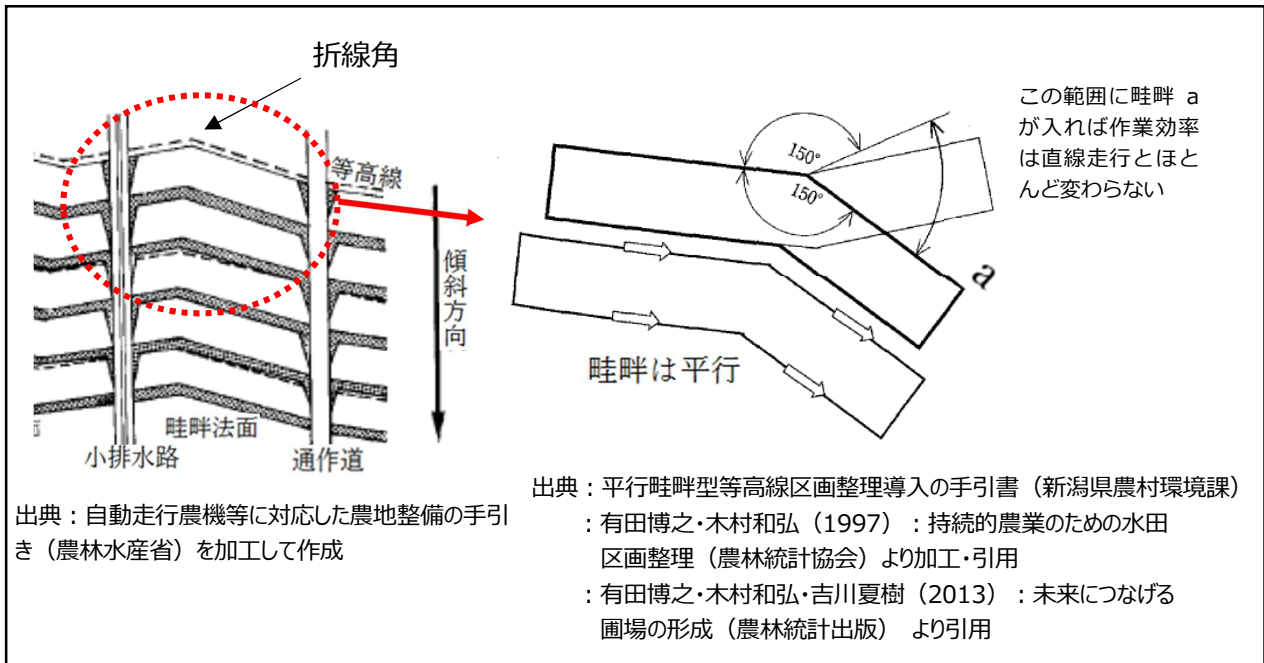 折線角
等高線
傾斜方向
畦畔法面
小排水路
通作道
出典：自動走行農機等に対応した農地整備の手引
き（農林水産省）を加工して作成
この範囲に畦畔 a
が入れば作業効率
は直線走行とほと
んど変わらない
150°
150°
a
畦畔は平行
出典：平行畦畔型等高線区画整理導入の手引書（新潟県農村環境課）
：有田博之・木村和弘（1997）：持続的農業のための水田
区画整理（農林統計協会）より加工・引用
：有田博之・木村和弘・吉川夏樹（2013）：未来につなげる
圃場の形成（農林統計出版） より引用